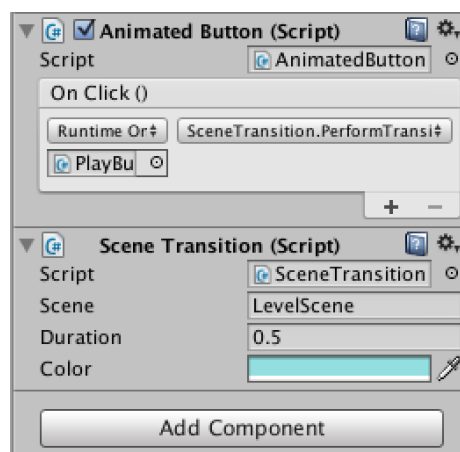 Animated Button (Script)
Script AnimatedButton
On Click ()
Runtime Or SceneTransition.PerformTransi
PlayBu
+ −
Scene Transition (Script)
Script SceneTransition
Scene LevelScene
Duration 0.5
Color
Add Component